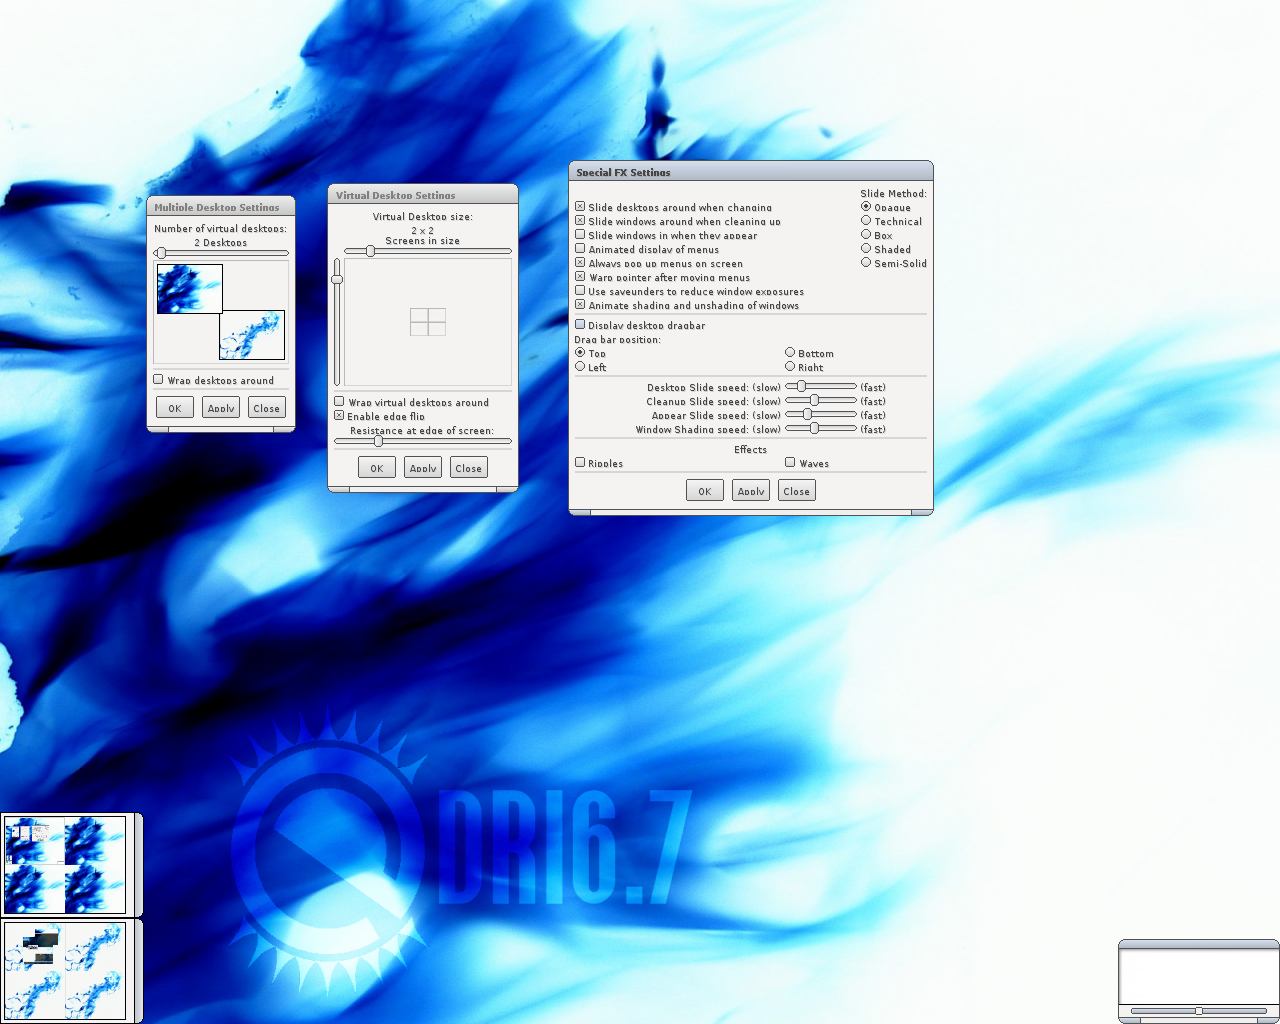 Multiple Desktop Settings
Number of virtual desktops:
2 Desktops
Wrap desktops around
OK Apply Close
Virtual Desktop Settings
Virtual Desktop size:
2 x 2
Screens in size
Wrap virtual desktops around
Enable edge flip
Resistance at edge of screen:
OK Apply Close
Special FX Settings
Slide Method:
Slide desktops around when changing
Opaque
Slide windows around when cleaning up
Technical
Slide windows in when they appear
Box
Animated display of menus
Shaded
Always pop up menus on screen
Semi-Solid
Warp pointer after moving menus
Use saveunders to reduce window exposures
Animate shading and unshading of windows
Display desktop dragbar
Drag bar position:
Top Bottom
Left Right
Desktop Slide speed: (slow) (fast)
Cleanup Slide speed: (slow) (fast)
Appear Slide speed: (slow) (fast)
Window Shading speed: (slow) (fast)
Effects
Ripples Waves
OK Apply Close
DR16.7